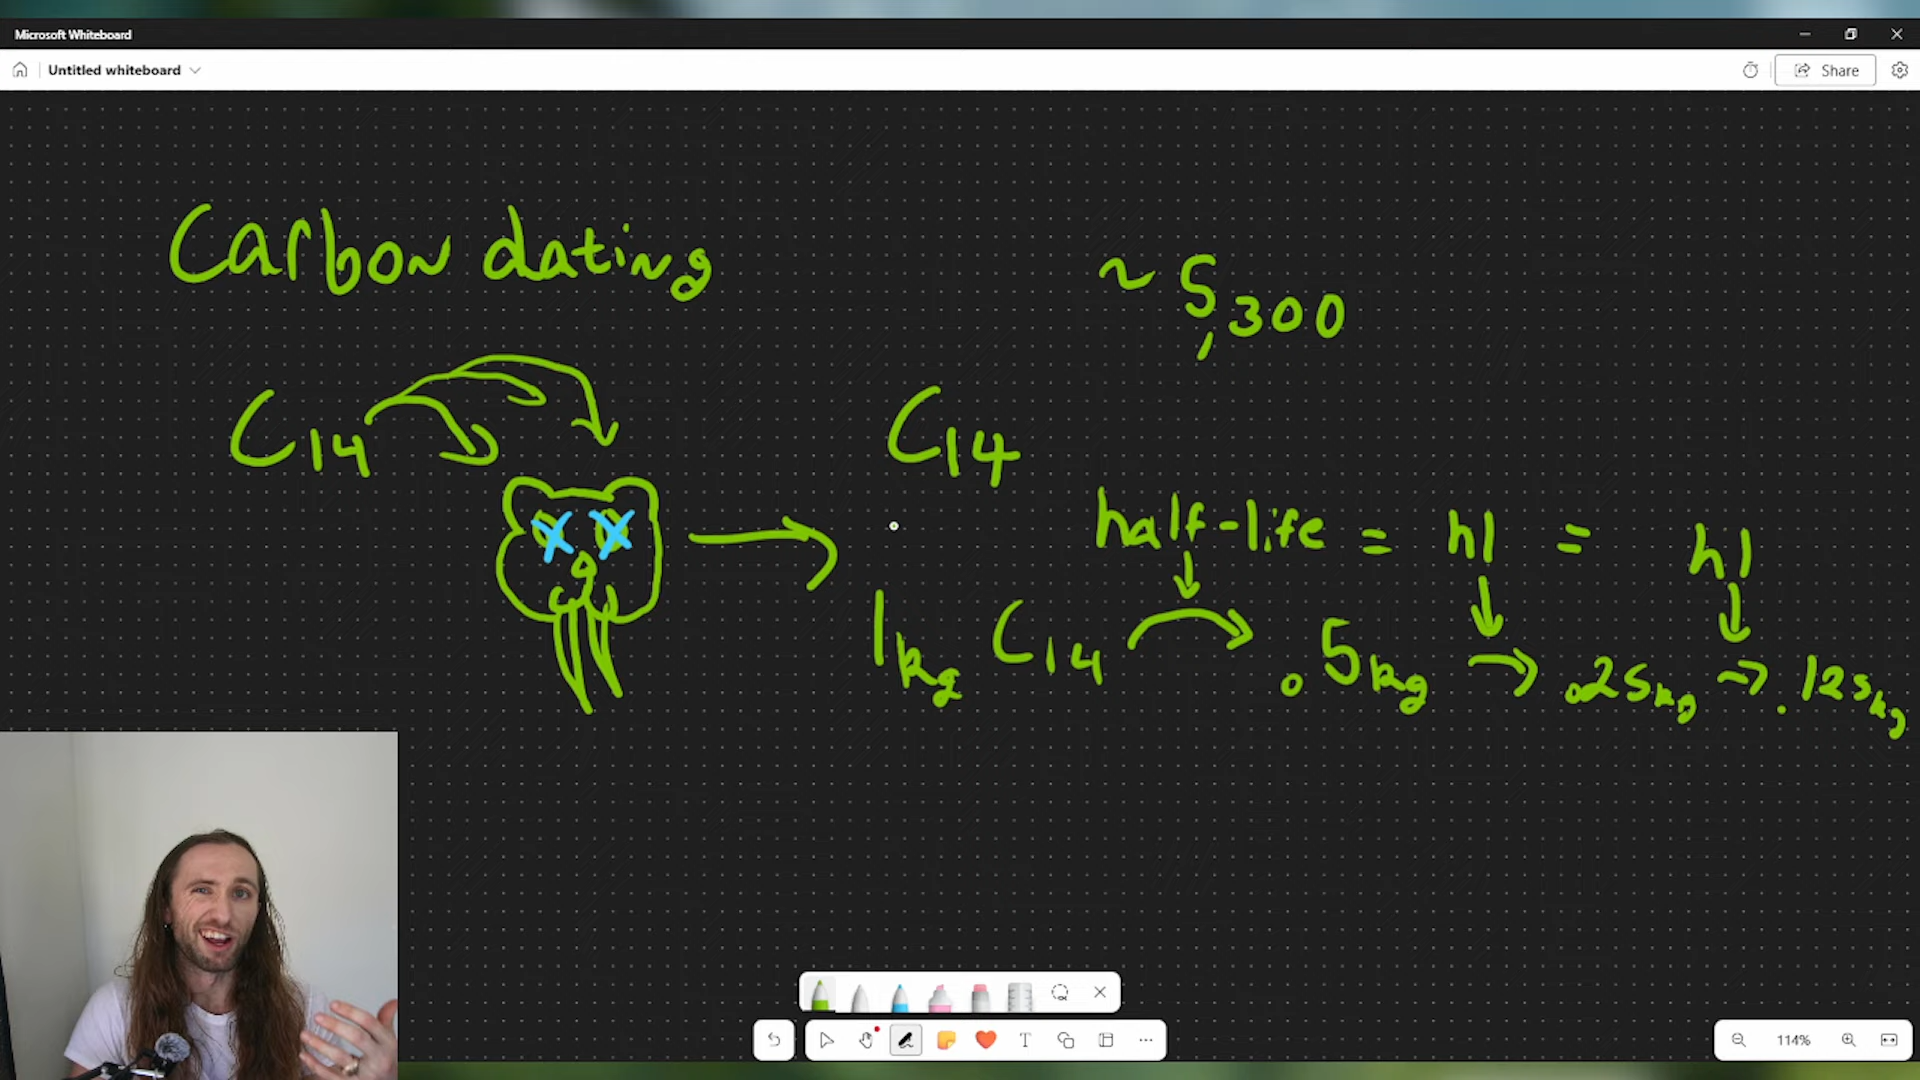 Microsoft Whiteboard
Untitled whiteboard
Share
Carbon dating
~ 5,300
C14
C14
half-life = hl = hl
1kg C14 .5kg .25kg .125kg
T
114%